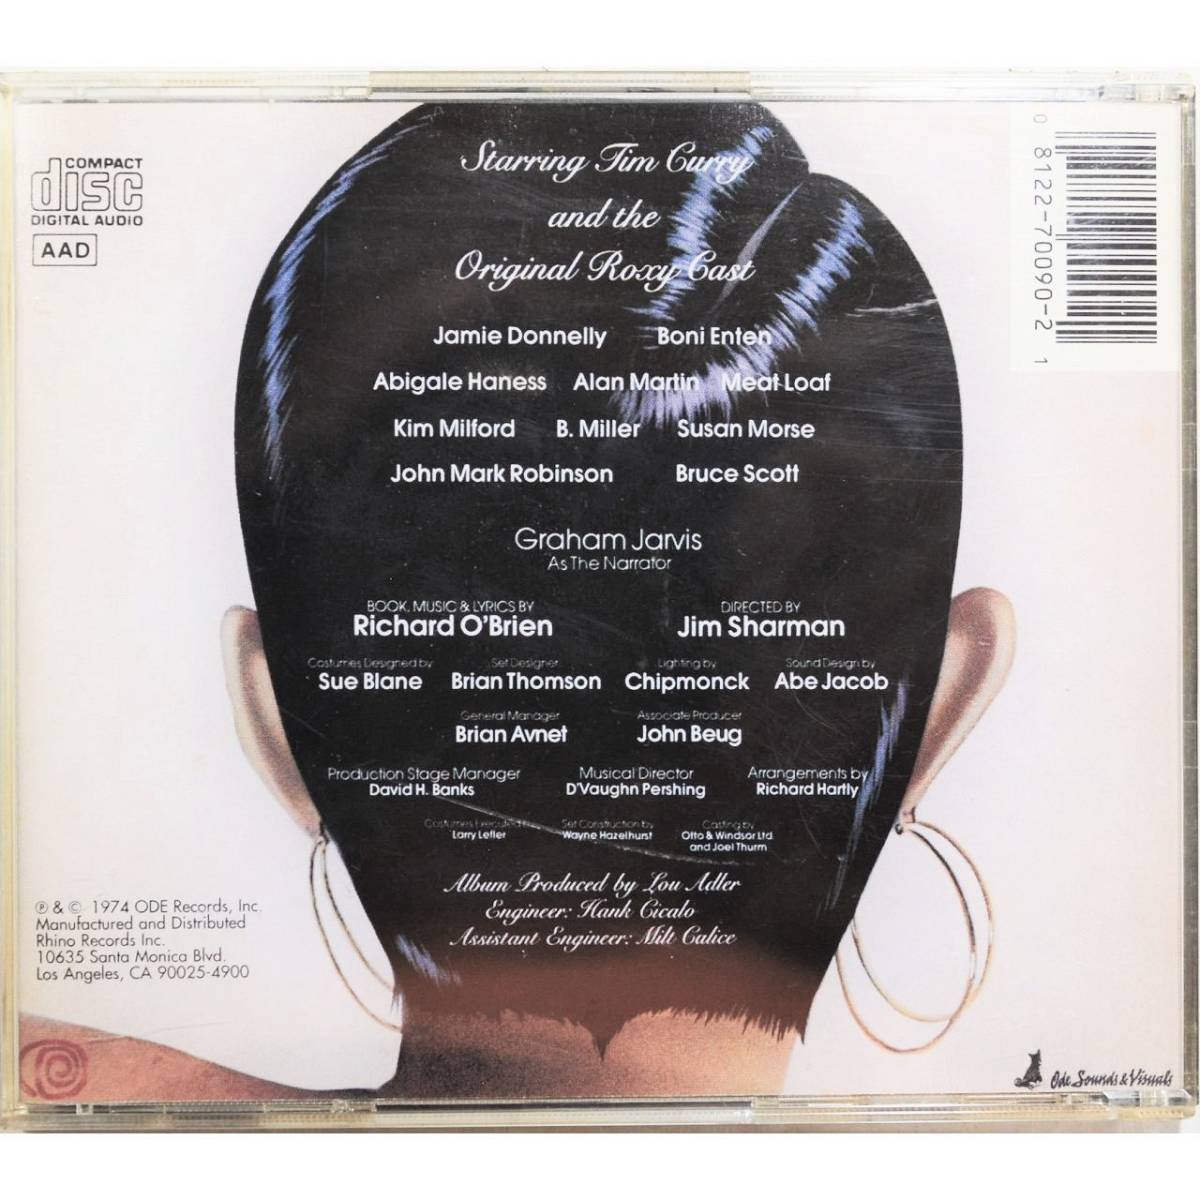 COMPACT
disc
DIGITAL AUDIO
AAD
Starring Tim Curry
and the
Original Roxy Cast
Jamie Donnelly Boni Enten
Abigale Haness Alan Martin Meat Loaf
Kim Milford B. Miller Susan Morse
John Mark Robinson Bruce Scott
Graham Jarvis
As The Narrator
BOOK, MUSIC & LYRICS BY DIRECTED BY
Richard O'Brien Jim Sharman
Costumes Designed by Set Designer Lighting by Sound Design by
Sue Blane Brian Thomson Chipmonck Abe Jacob
General Manager Associate Producer
Brian Avnet John Beug
Production Stage Manager Musical Director Arrangements by
David H. Banks D'Vaughn Pershing Richard Hartly
Costumes Executed Set Construction by Casting by
Larry Lefler Wayne Hazelhurst Otto & Windsor Ltd.
and Joel Thurm
Album Produced by Lou Adler
Engineer: Hank Cicalo
Assistant Engineer: Milt Calice
℗ & © 1974 ODE Records, Inc.
Manufactured and Distributed
Rhino Records Inc.
10635 Santa Monica Blvd.
Los Angeles, CA 90025-4900
0 8122-70090-2 1
Ode Sounds & Visuals